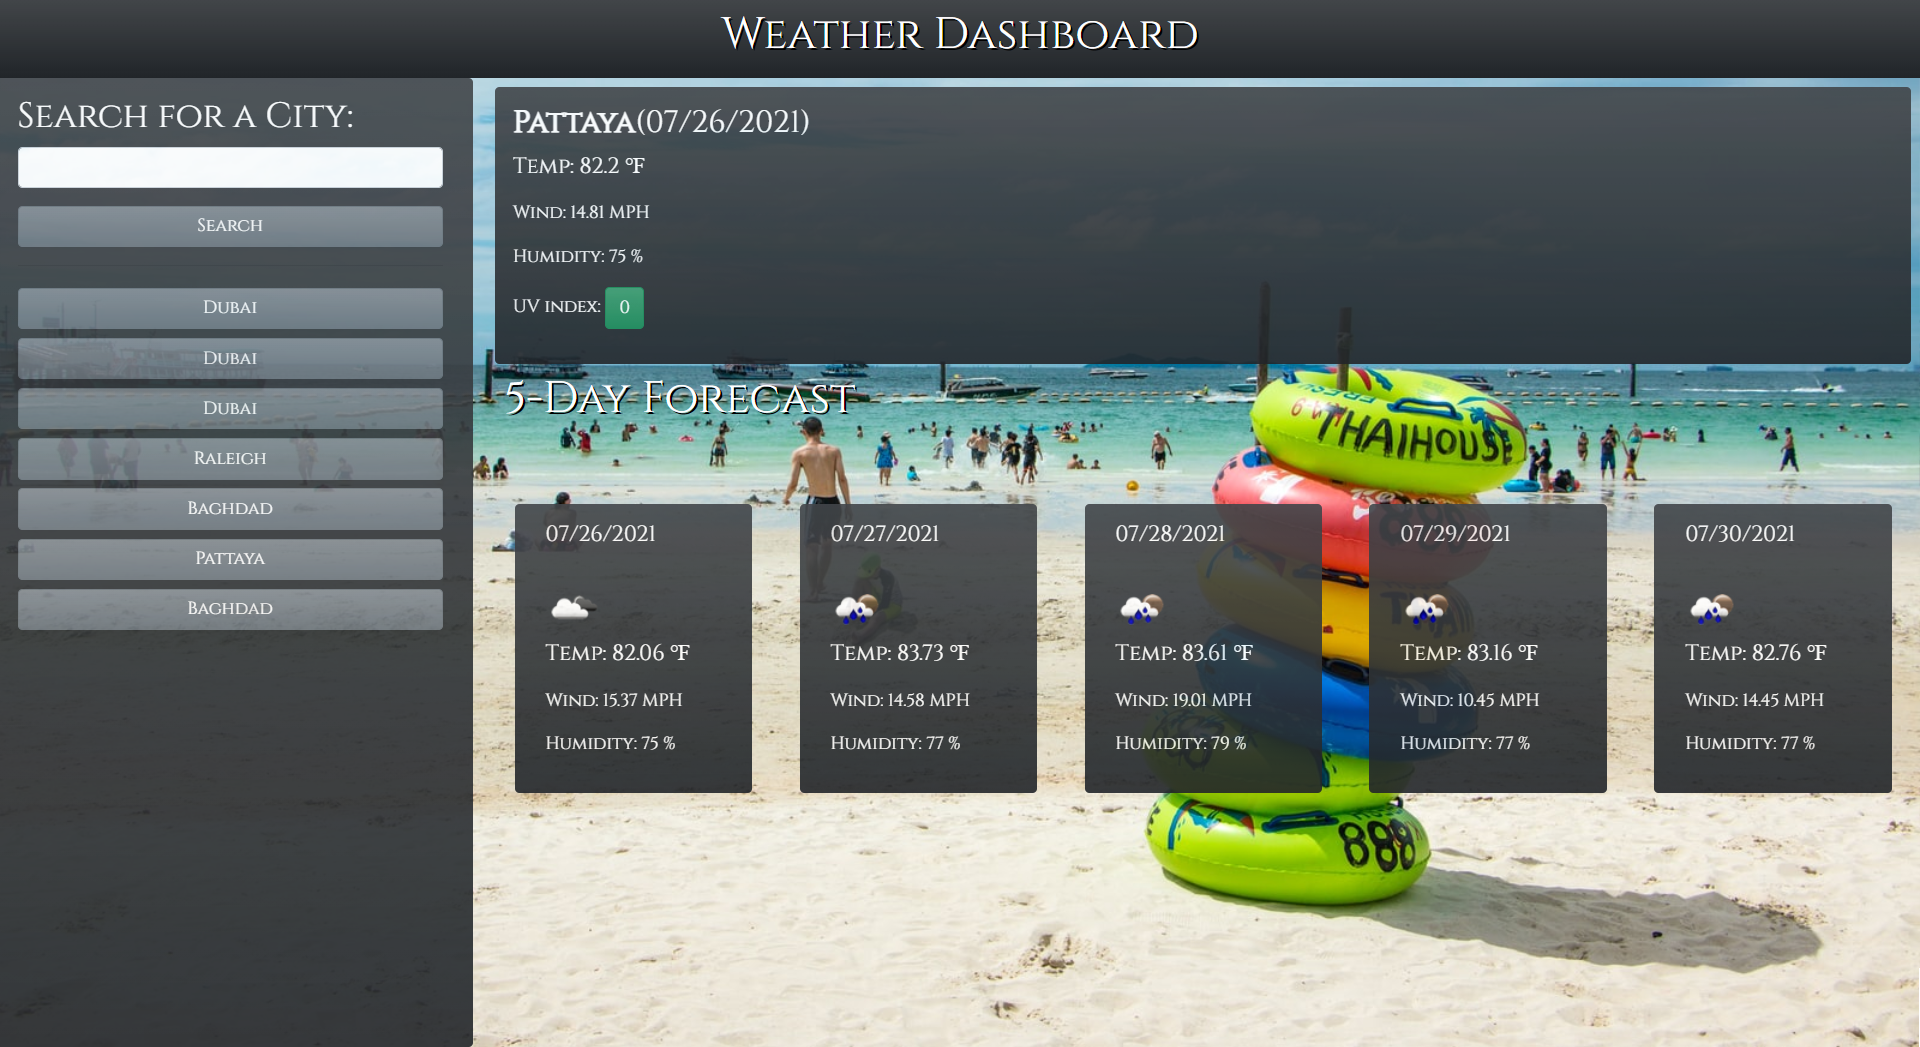 Weather Dashboard
Search for a City:
Search
Dubai
Dubai
Dubai
Raleigh
Baghdad
Pattaya
Baghdad
Pattaya(07/26/2021)
Temp: 82.2 °F
Wind: 14.81 MPH
Humidity: 75 %
UV index: 0
5-Day Forecast
THAIHOUSE
07/26/2021
Temp: 82.06 °F
Wind: 15.37 MPH
Humidity: 75 %
07/27/2021
Temp: 83.73 °F
Wind: 14.58 MPH
Humidity: 77 %
07/28/2021
Temp: 83.61 °F
Wind: 19.01 MPH
Humidity: 79 %
07/29/2021
Temp: 83.16 °F
Wind: 10.45 MPH
Humidity: 77 %
07/30/2021
Temp: 82.76 °F
Wind: 14.45 MPH
Humidity: 77 %
888